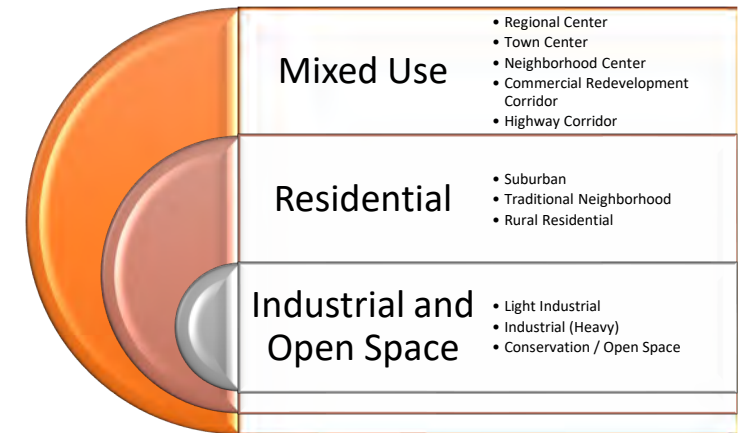 Mixed Use
• Regional Center
• Town Center
• Neighborhood Center
• Commercial Redevelopment
Corridor
• Highway Corridor
Residential
• Suburban
• Traditional Neighborhood
• Rural Residential
Industrial and
Open Space
• Light Industrial
• Industrial (Heavy)
• Conservation / Open Space